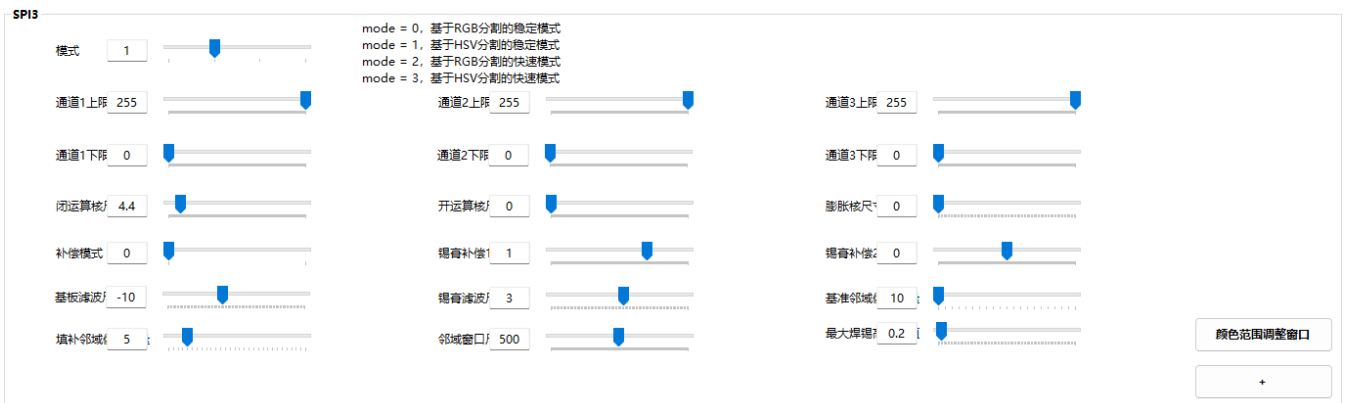 SPI3
模式 1
mode = 0，基于RGB分割的稳定模式
mode = 1，基于HSV分割的稳定模式
mode = 2，基于RGB分割的快速模式
mode = 3，基于HSV分割的快速模式
通道1上限 255 通道2上限 255 通道3上限 255
通道1下限 0 通道2下限 0 通道3下限 0
闭运算核 4.4 开运算核 0 膨胀核尺寸 0
补偿模式 0 锡膏补偿1 1 锡膏补偿2 0
基板滤波 -10 锡膏滤波 3 基准邻域 10
填补邻域 5 邻域窗口 500 最大焊锡 0.2
颜色范围调整窗口
+